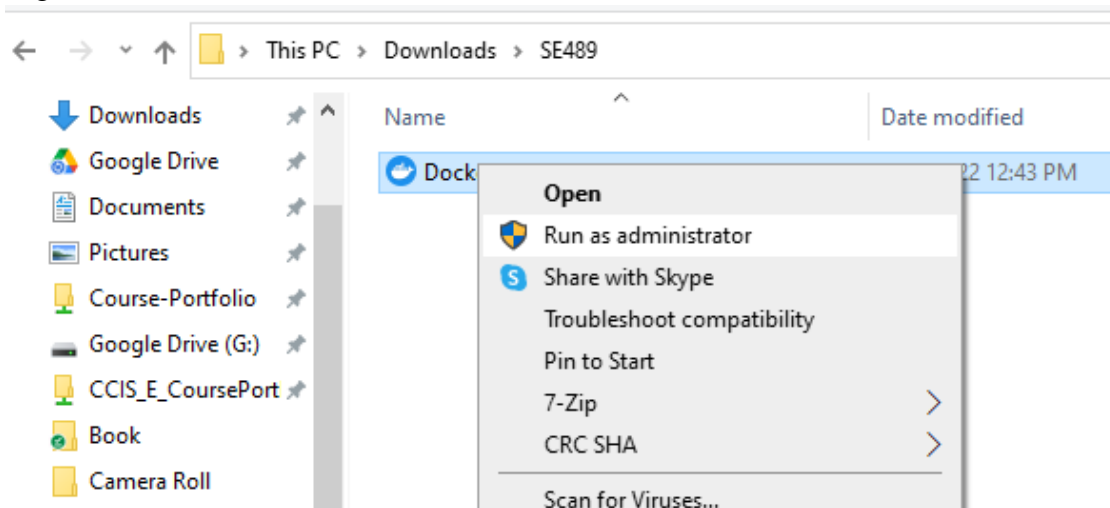 This PC > Downloads > SE489
Downloads
Google Drive
Documents
Pictures
Course-Portfolio
Google Drive (G:)
CCIS_E_CoursePort
Book
Camera Roll
Name
Date modified
Dock
22 12:43 PM
Open
Run as administrator
Share with Skype
Troubleshoot compatibility
Pin to Start
7-Zip
CRC SHA
Scan for Viruses...